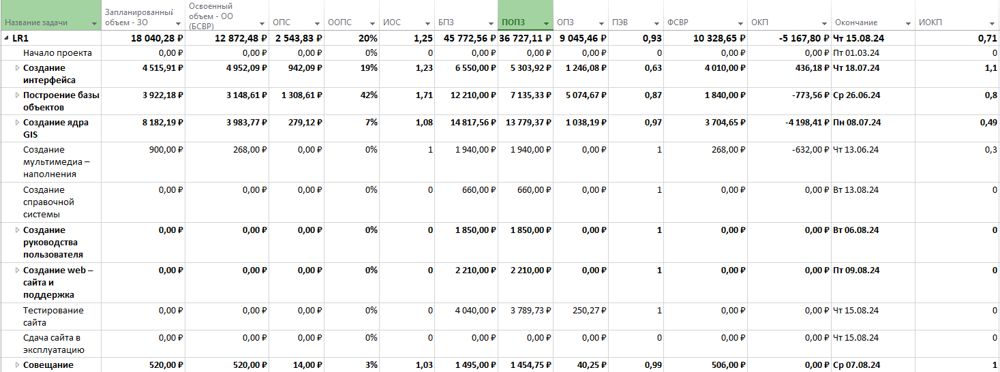 Название задачи Запланированный объем - ЗО Освоенный объем - ОО (БСВР) ОПС ООПС ИОС БПЗ ПОПЗ ОПЗ ПЭВ ФСВР ОКП Окончание ИОКП
LR1 18 040,28 ₽ 12 872,48 ₽ 2 543,83 ₽ 20% 1,25 45 772,56 ₽ 36 727,11 ₽ 9 045,46 ₽ 0,93 10 328,65 ₽ -5 167,80 ₽ Чт 15.08.24 0,71
Начало проекта 0,00 ₽ 0,00 ₽ 0,00 ₽ 0% 0 0,00 ₽ 0,00 ₽ 0,00 ₽ 0 0,00 ₽ 0,00 ₽ Пт 01.03.24 0
Создание 4 515,91 ₽ 4 952,09 ₽ 942,09 ₽ 19% 1,23 6 550,00 ₽ 5 303,92 ₽ 1 246,08 ₽ 0,63 4 010,00 ₽ 436,18 ₽ Чт 18.07.24 1,1
интерфейса
Построение базы 3 922,18 ₽ 3 148,61 ₽ 1 308,61 ₽ 42% 1,71 12 210,00 ₽ 7 135,33 ₽ 5 074,67 ₽ 0,87 1 840,00 ₽ -773,56 ₽ Ср 26.06.24 0,8
объектов
Создание ядра 8 182,19 ₽ 3 983,77 ₽ 279,12 ₽ 7% 1,08 14 817,56 ₽ 13 779,37 ₽ 1 038,19 ₽ 0,97 3 704,65 ₽ -4 198,41 ₽ Пн 08.07.24 0,49
GIS
Создание 900,00 ₽ 268,00 ₽ 0,00 ₽ 0% 1 1 940,00 ₽ 1 940,00 ₽ 0,00 ₽ 1 268,00 ₽ -632,00 ₽ Чт 13.06.24 0,3
мультимедиа –
наполнения
Создание 0,00 ₽ 0,00 ₽ 0,00 ₽ 0% 0 660,00 ₽ 660,00 ₽ 0,00 ₽ 1 0,00 ₽ 0,00 ₽ Вт 13.08.24 0
справочной
системы
Создание 0,00 ₽ 0,00 ₽ 0,00 ₽ 0% 0 1 850,00 ₽ 1 850,00 ₽ 0,00 ₽ 1 0,00 ₽ 0,00 ₽ Вт 06.08.24 0
руководства
пользователя
Создание web – 0,00 ₽ 0,00 ₽ 0,00 ₽ 0% 0 2 210,00 ₽ 2 210,00 ₽ 0,00 ₽ 1 0,00 ₽ 0,00 ₽ Пт 09.08.24 0
сайта и
поддержка
Тестирование 0,00 ₽ 0,00 ₽ 0,00 ₽ 0% 0 4 040,00 ₽ 3 789,73 ₽ 250,27 ₽ 1 0,00 ₽ 0,00 ₽ Чт 15.08.24 0
сайта
Сдача сайта в 0,00 ₽ 0,00 ₽ 0,00 ₽ 0% 0 0,00 ₽ 0,00 ₽ 0,00 ₽ 0 0,00 ₽ 0,00 ₽ Чт 15.08.24 0
эксплуатацию
Совещание 520,00 ₽ 520,00 ₽ 14,00 ₽ 3% 1,03 1 495,00 ₽ 1 454,75 ₽ 40,25 ₽ 0,99 506,00 ₽ 0,00 ₽ Ср 07.08.24 1